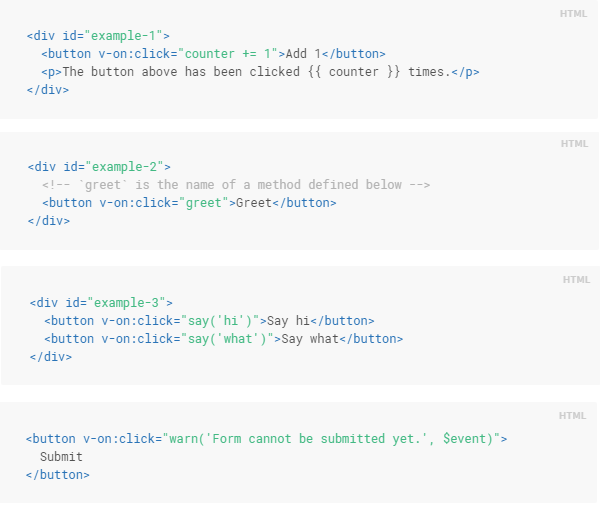 HTML
<div id="example-1">
  <button v-on:click="counter += 1">Add 1</button>
  <p>The button above has been clicked {{ counter }} times.</p>
</div>
HTML
<div id="example-2">
  <!-- `greet` is the name of a method defined below -->
  <button v-on:click="greet">Greet</button>
</div>
HTML
<div id="example-3">
  <button v-on:click="say('hi')">Say hi</button>
  <button v-on:click="say('what')">Say what</button>
</div>
HTML
<button v-on:click="warn('Form cannot be submitted yet.', $event)">
  Submit
</button>